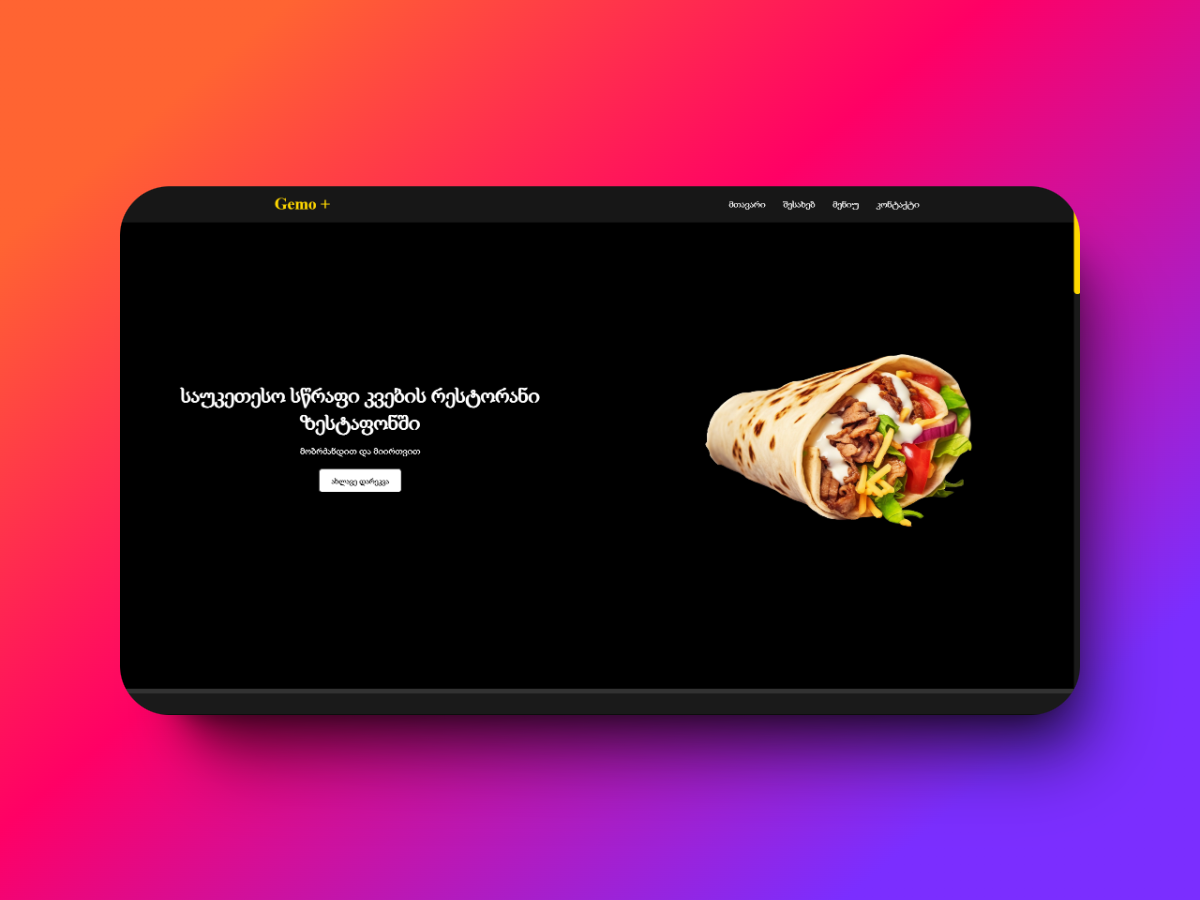 Gemo +
მთავარი შესახებ მენიუ კონტაქტი
საუკეთესო სწრაფი კვების რესტორანი
ზესტაფონში
მობრძანდით და მიირთვით
ახლავე დარეკვა